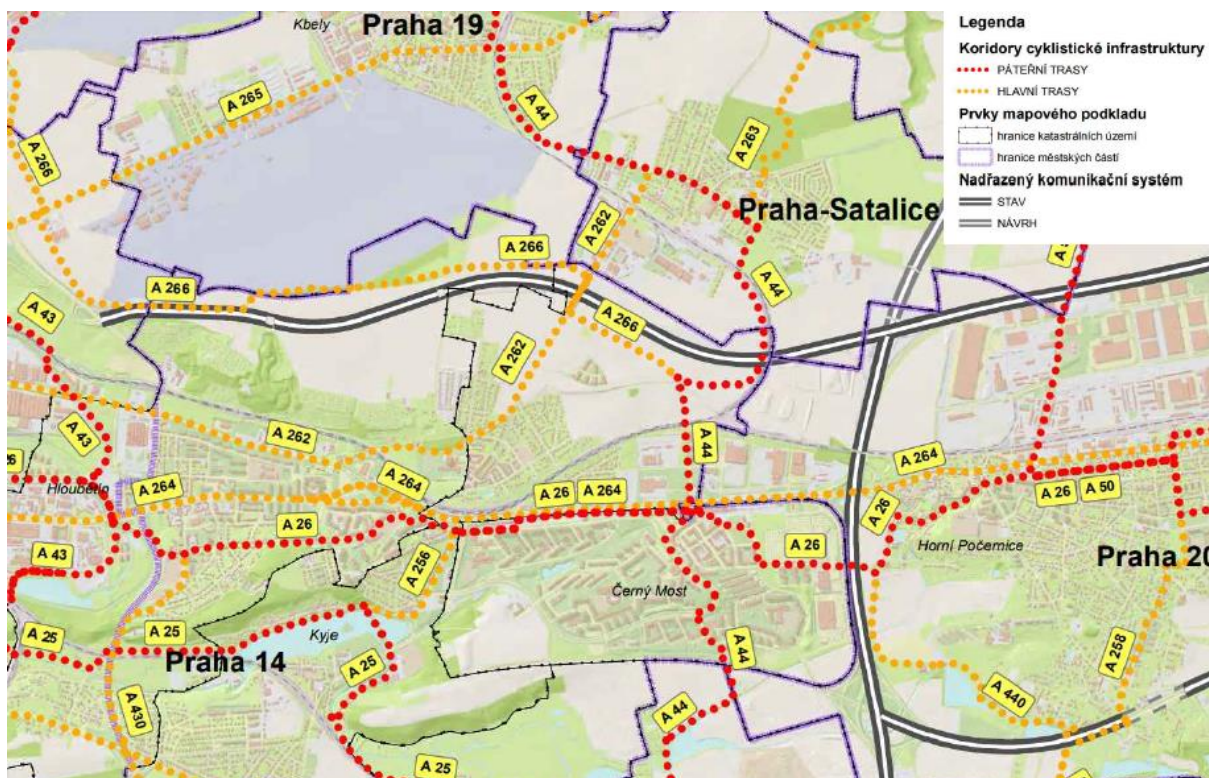 Legenda
Koridory cyklistické infrastruktury
PÁTEŘNÍ TRASY
HLAVNÍ TRASY
Prvky mapového podkladu
hranice katastrálních území
hranice městských částí
Nadřazený komunikační systém
STAV
NÁVRH
Kbely
Praha 19
A 265
A 44
A 266
A 263
Praha-Satalice
A 262
A 266
A 44
A 266
A 266
A 43
A 262
A 43
A 262
A 44
A 264
Hloubětín
A 264
A 264
A 26
A 264
A 26
A 50
A 26
A 26
A 26
Horní Počernice
Praha 20
A 43
A 256
Černý Most
A 25
A 25
Kyje
Praha 14
A 25
A 44
A 258
A 430
A 44
A 440
A 25